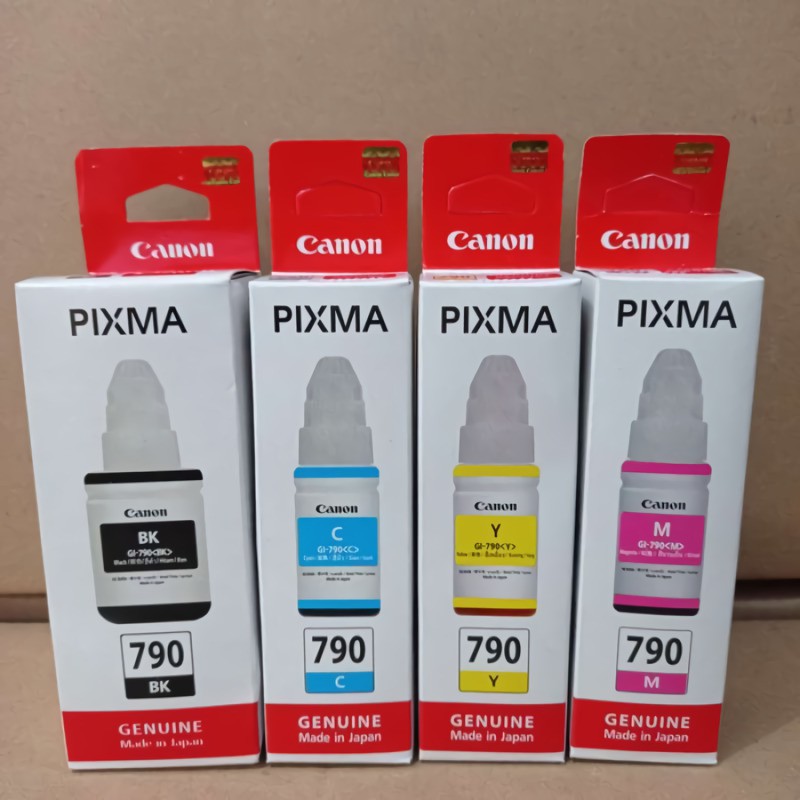 Canon
PIXMA
Canon
BK
GI-790<BK>
790
BK
GENUINE
Made in Japan
Canon
PIXMA
Canon
C
GI-790<C>
790
C
GENUINE
Made in Japan
Canon
PIXMA
Canon
Y
GI-790<Y>
790
Y
GENUINE
Made in Japan
Canon
PIXMA
Canon
M
GI-790<M>
790
M
GENUINE
Made in Japan